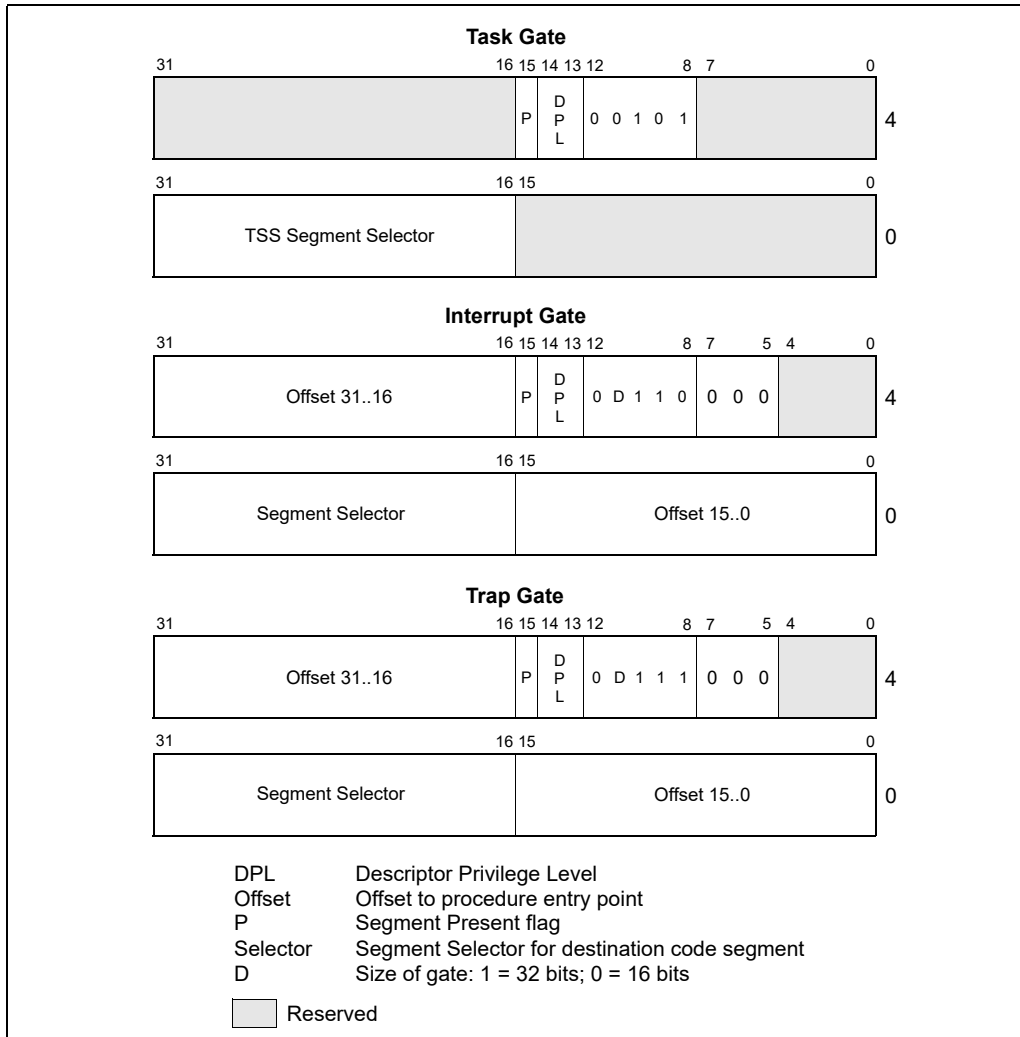 Task Gate
31 16 15 14 13 12 8 7 0
P DPL 0 0 1 0 1 4
31 16 15 0
TSS Segment Selector 0
Interrupt Gate
31 16 15 14 13 12 8 7 5 4 0
Offset 31..16 P DPL 0 D 1 1 0 0 0 0 4
31 16 15 0
Segment Selector Offset 15..0 0
Trap Gate
31 16 15 14 13 12 8 7 5 4 0
Offset 31..16 P DPL 0 D 1 1 1 0 0 0 4
31 16 15 0
Segment Selector Offset 15..0 0
DPL Descriptor Privilege Level
Offset Offset to procedure entry point
P Segment Present flag
Selector Segment Selector for destination code segment
D Size of gate: 1 = 32 bits; 0 = 16 bits
Reserved